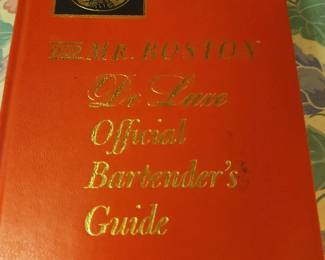 MR. BOSTON
De Luxe
Official
Bartender's
Guide